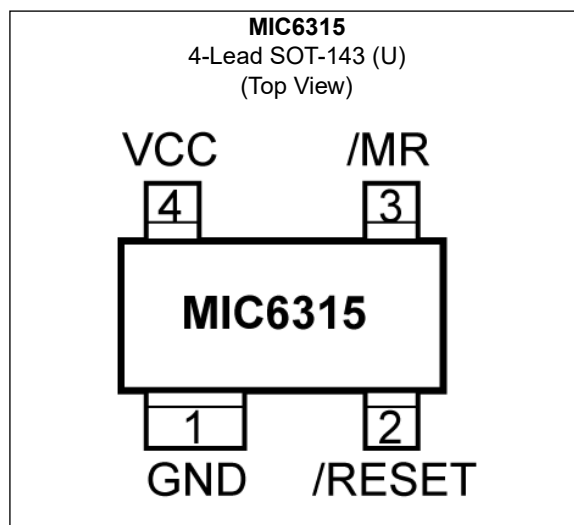 MIC6315
4-Lead SOT-143 (U)
(Top View)
VCC /MR
4 3
MIC6315
1 2
GND /RESET